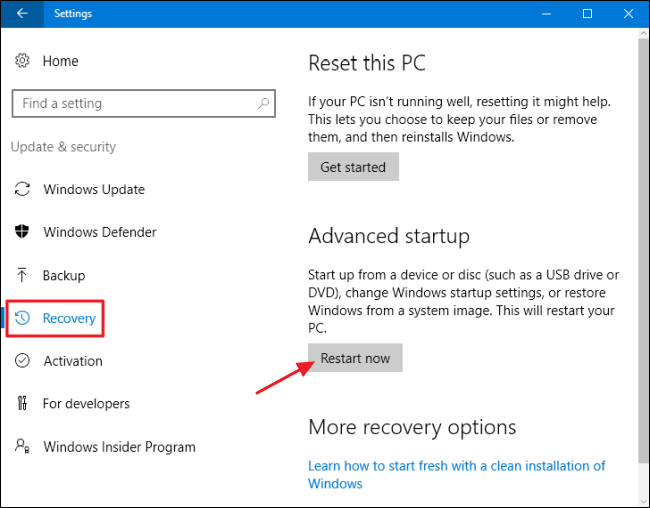 Settings
Home
Find a setting
Update & security
Windows Update
Windows Defender
Backup
Recovery
Activation
For developers
Windows Insider Program
Reset this PC
If your PC isn't running well, resetting it might help.
This lets you choose to keep your files or remove
them, and then reinstalls Windows.
Get started
Advanced startup
Start up from a device or disc (such as a USB drive or
DVD), change Windows startup settings, or restore
Windows from a system image. This will restart your
PC.
Restart now
More recovery options
Learn how to start fresh with a clean installation of
Windows